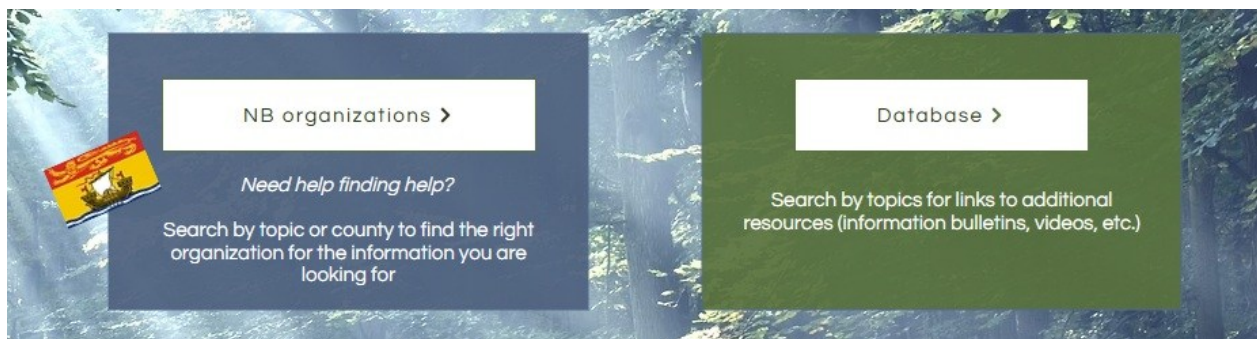 NB organizations >
Need help finding help?
Search by topic or county to find the right
organization for the information you are
looking for
Database >
Search by topics for links to additional
resources (information bulletins, videos, etc.)